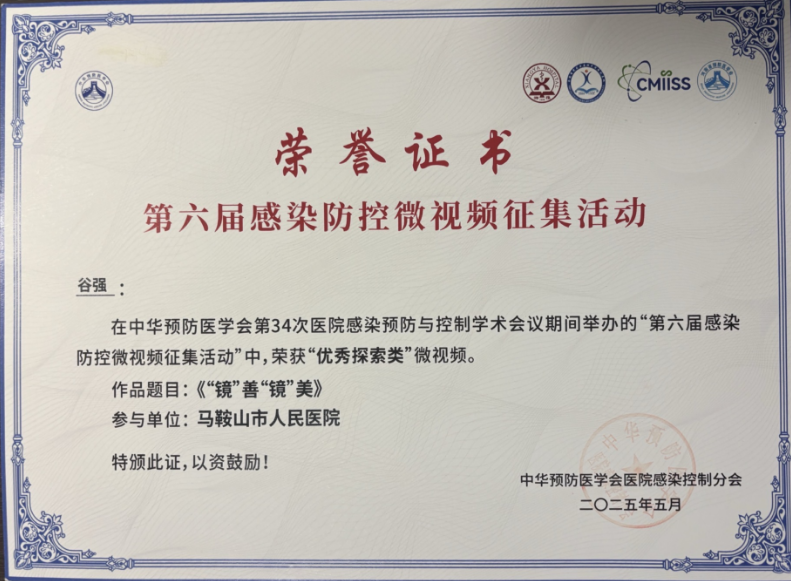 CMIISS
荣誉证书
第六届感染防控微视频征集活动
谷强：
在中华预防医学会第34次医院感染预防与控制学术会议期间举办的“第六届感染
防控微视频征集活动”中，荣获“优秀探索类”微视频。
作品题目：《“镜”善“镜”美》
参与单位：马鞍山市人民医院
特颁此证，以资鼓励！
中华预防医学会医院感染控制分会
二〇二五年五月